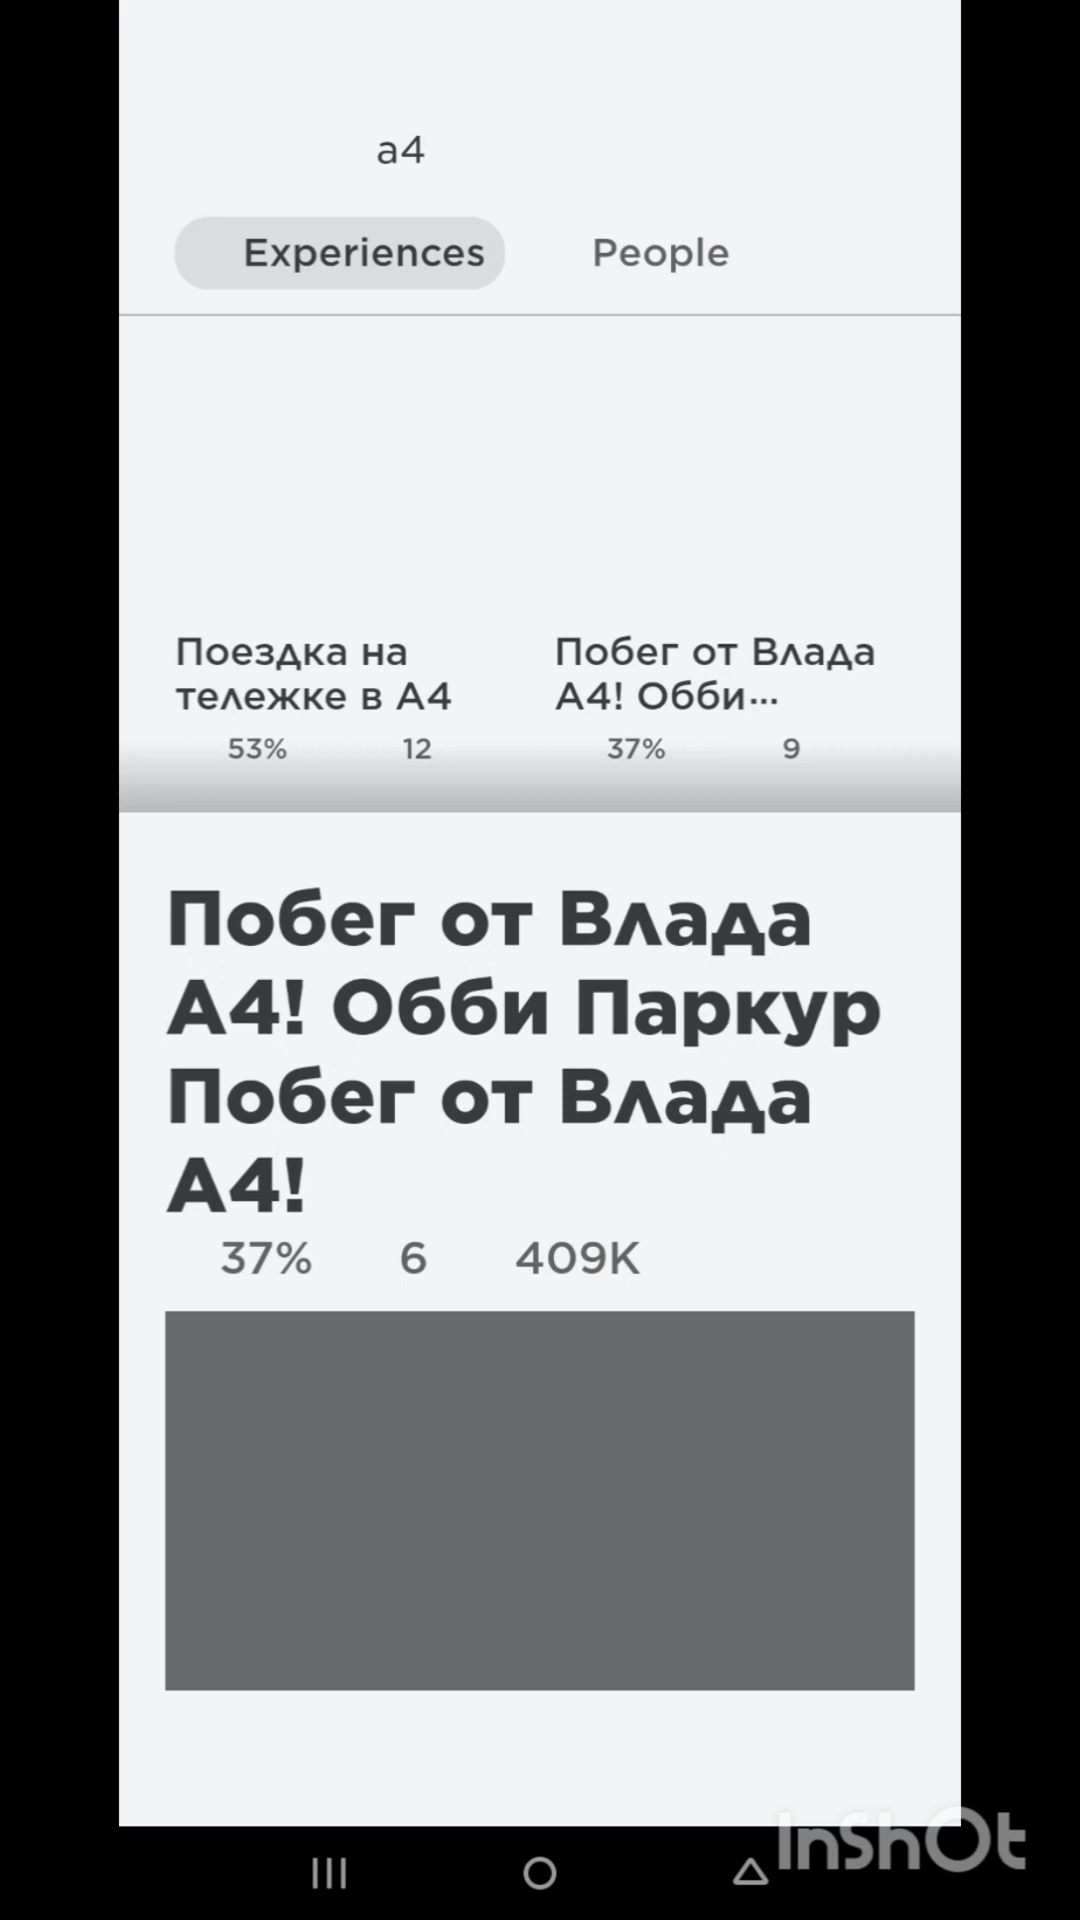 a4
Experiences People
Поездка на
тележке в А4
53% 12
Побег от Влада
А4! Обби...
37% 9
Побег от Влада
А4! Обби Паркур
Побег от Влада
А4!
37% 6 409K
InShOt